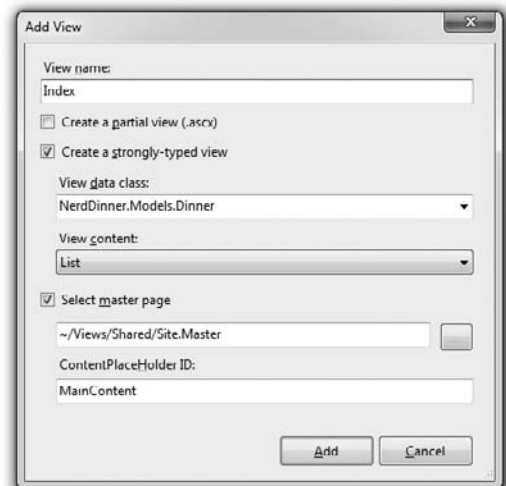 Add View
View name:
Index
Create a partial view (.ascx)
Create a strongly-typed view
View data class:
NerdDinner.Models.Dinner
View content:
List
Select master page
~/Views/Shared/Site.Master
ContentPlaceHolder ID:
MainContent
Add Cancel